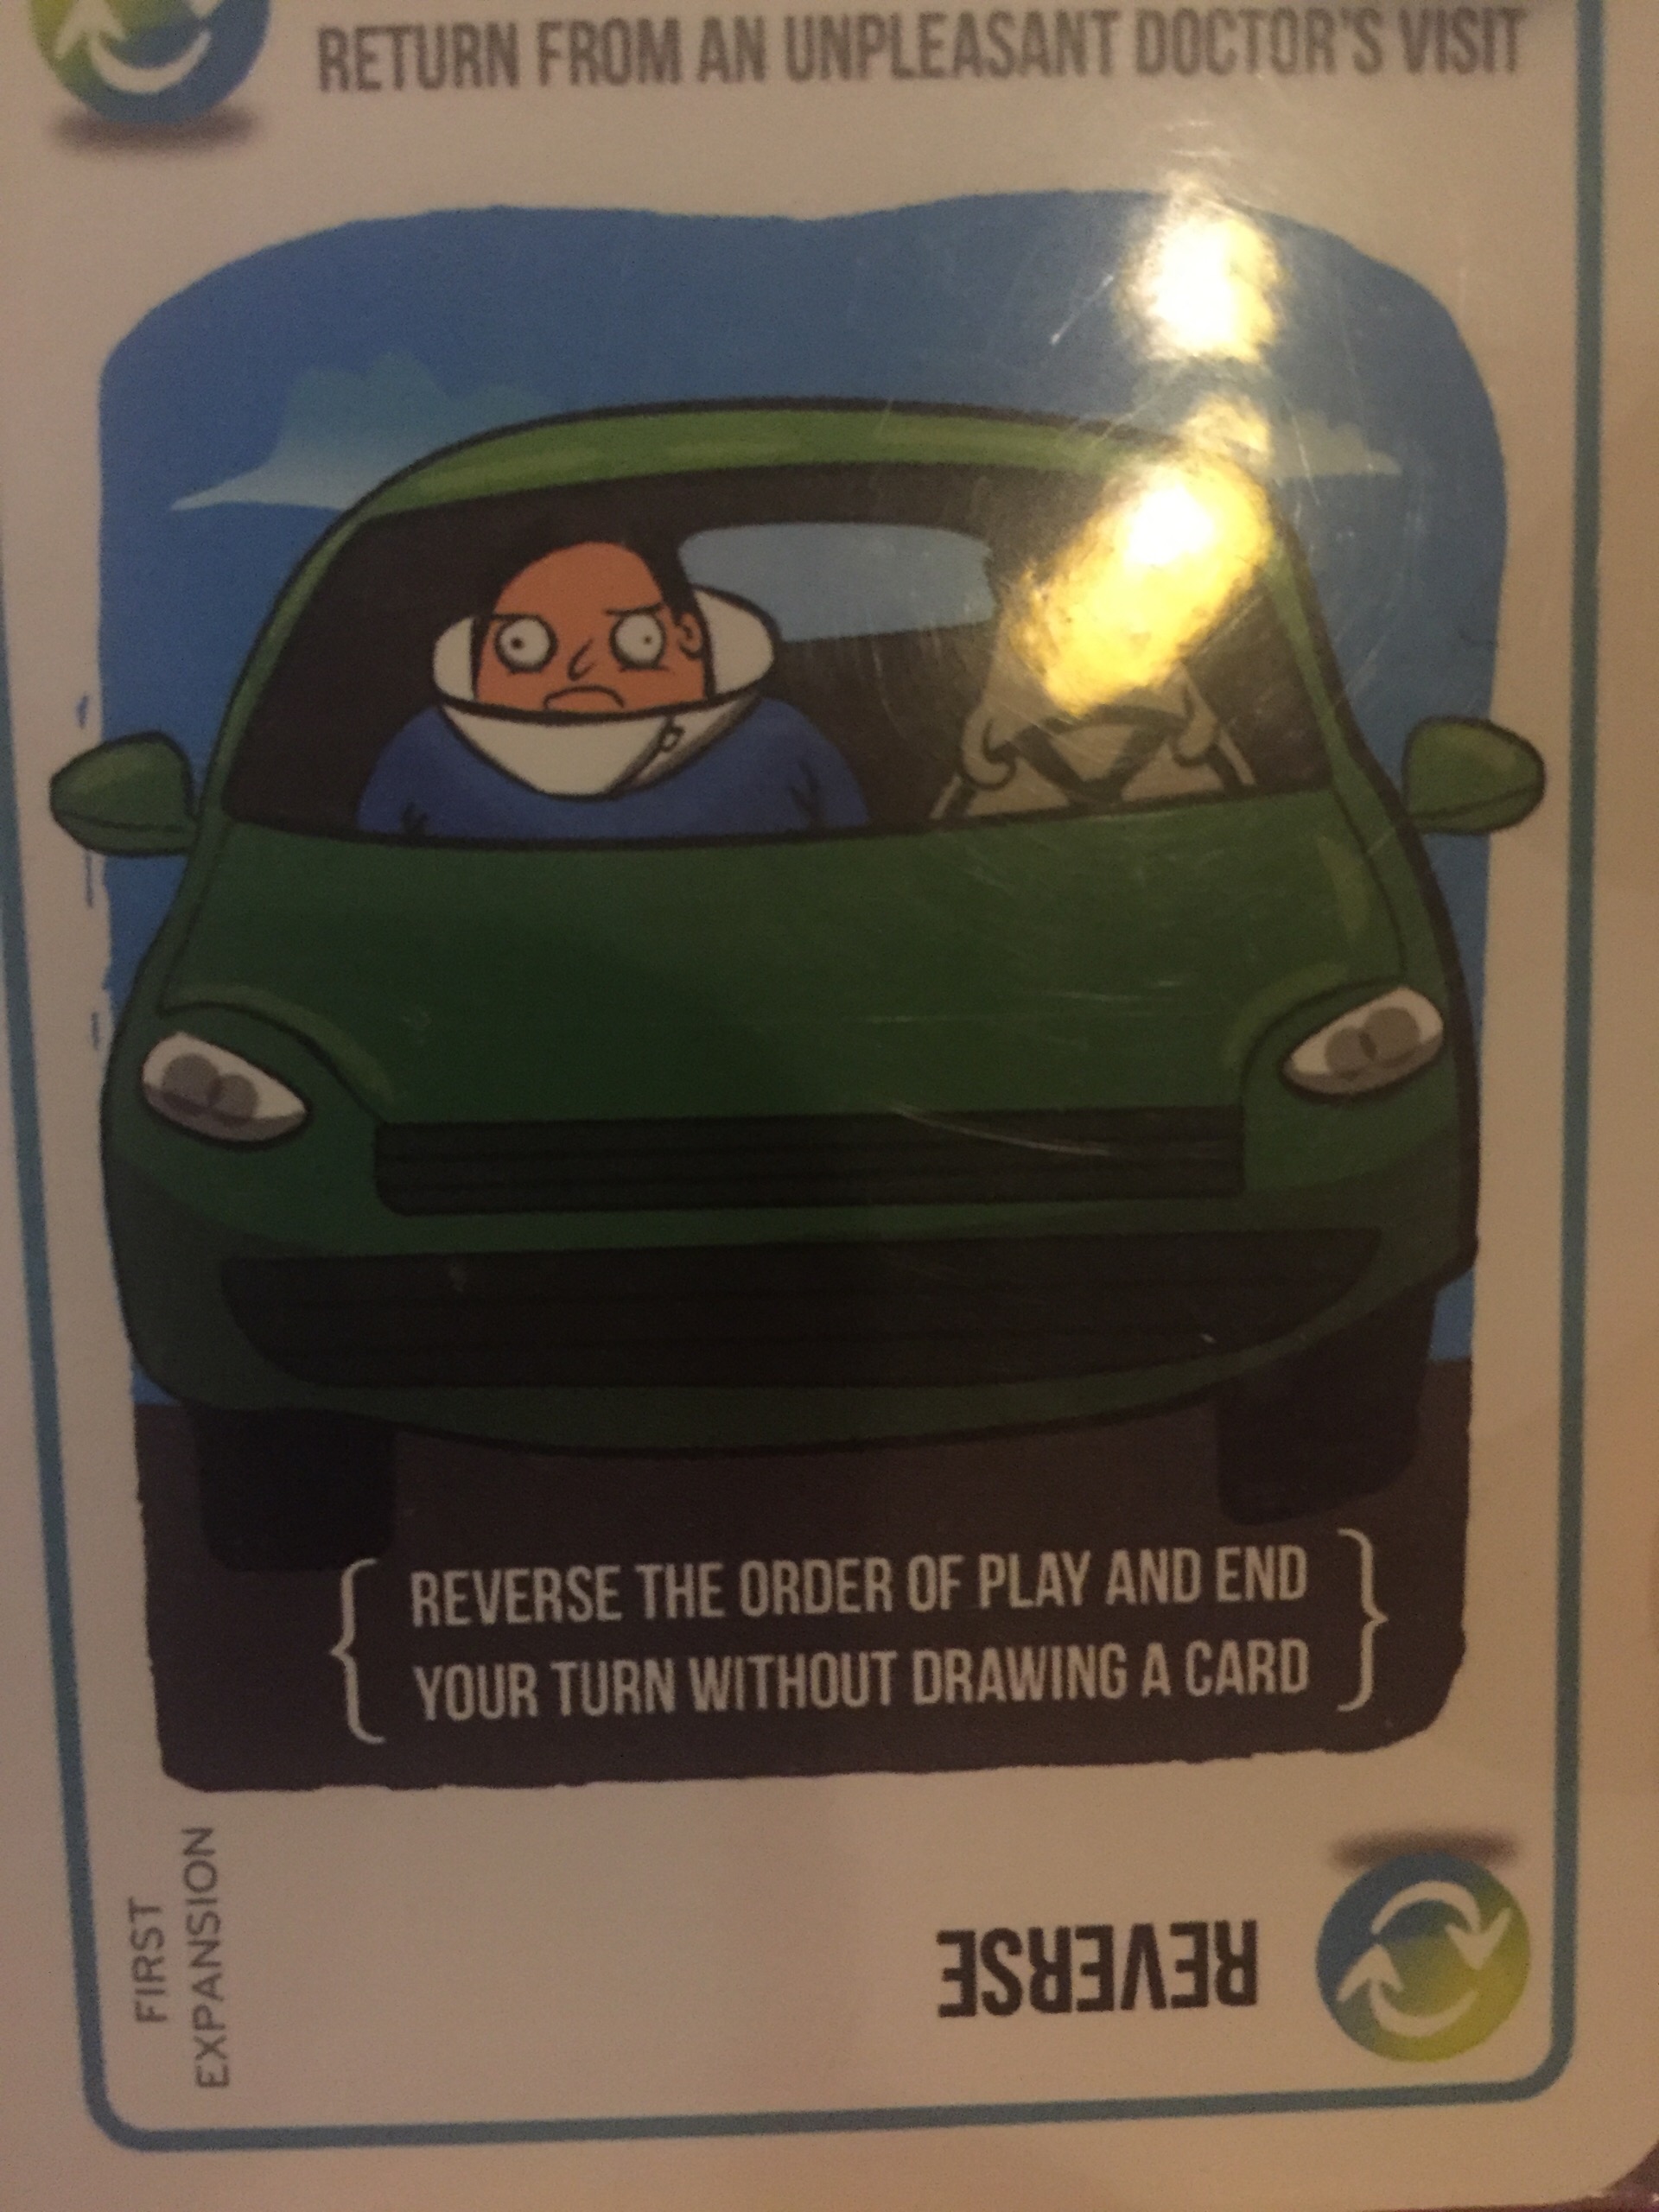 RETURN FROM AN UNPLEASANT DOCTOR'S VISIT
REVERSE THE ORDER OF PLAY AND END
YOUR TURN WITHOUT DRAWING A CARD
FIRST
EXPANSION
REVERSE